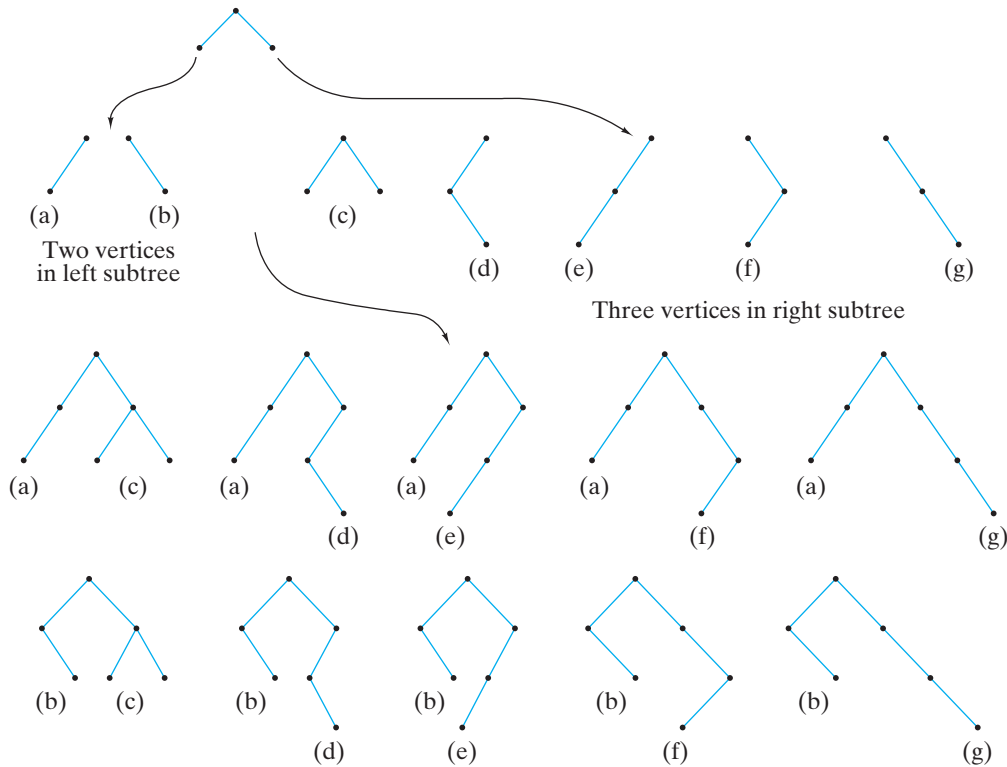 (a) (b) (c)
Two vertices
in left subtree
(d) (e) (f) (g)
Three vertices in right subtree
(a) (c) (a) (a) (a) (a)
(d) (e) (f) (g)
(b) (c) (b) (b) (b) (b)
(d) (e) (f) (g)